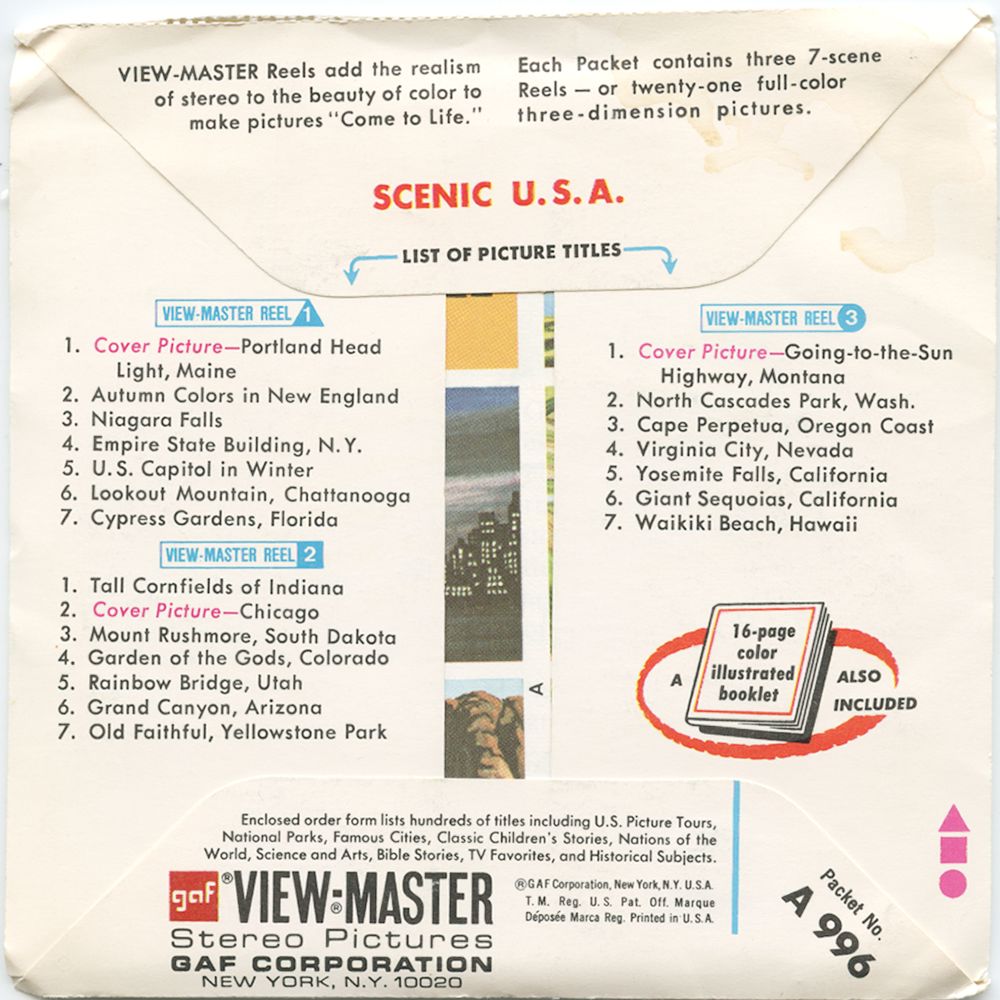 VIEW-MASTER Reels add the realism
of stereo to the beauty of color to
make pictures "Come to Life."
Each Packet contains three 7-scene
Reels — or twenty-one full-color
three-dimension pictures.
SCENIC U.S.A.
LIST OF PICTURE TITLES
VIEW-MASTER REEL 1
1. Cover Picture—Portland Head
Light, Maine
2. Autumn Colors in New England
3. Niagara Falls
4. Empire State Building, N.Y.
5. U.S. Capitol in Winter
6. Lookout Mountain, Chattanooga
7. Cypress Gardens, Florida
VIEW-MASTER REEL 2
1. Tall Cornfields of Indiana
2. Cover Picture—Chicago
3. Mount Rushmore, South Dakota
4. Garden of the Gods, Colorado
5. Rainbow Bridge, Utah
6. Grand Canyon, Arizona
7. Old Faithful, Yellowstone Park
A
VIEW-MASTER REEL 3
1. Cover Picture—Going-to-the-Sun
Highway, Montana
2. North Cascades Park, Wash.
3. Cape Perpetua, Oregon Coast
4. Virginia City, Nevada
5. Yosemite Falls, California
6. Giant Sequoias, California
7. Waikiki Beach, Hawaii
A
16-page
color
illustrated
booklet
ALSO
INCLUDED
Enclosed order form lists hundreds of titles including U.S. Picture Tours,
National Parks, Famous Cities, Classic Children's Stories, Nations of the
World, Science and Arts, Bible Stories, TV Favorites, and Historical Subjects.
gaf® VIEW-MASTER®
Stereo Pictures
GAF CORPORATION
NEW YORK, N.Y. 10020
®GAF Corporation, New York, N.Y. U.S.A.
T.M. Reg. U.S. Pat. Off. Marque
Déposée Marca Reg. Printed in U.S.A.
Packet No.
A 996